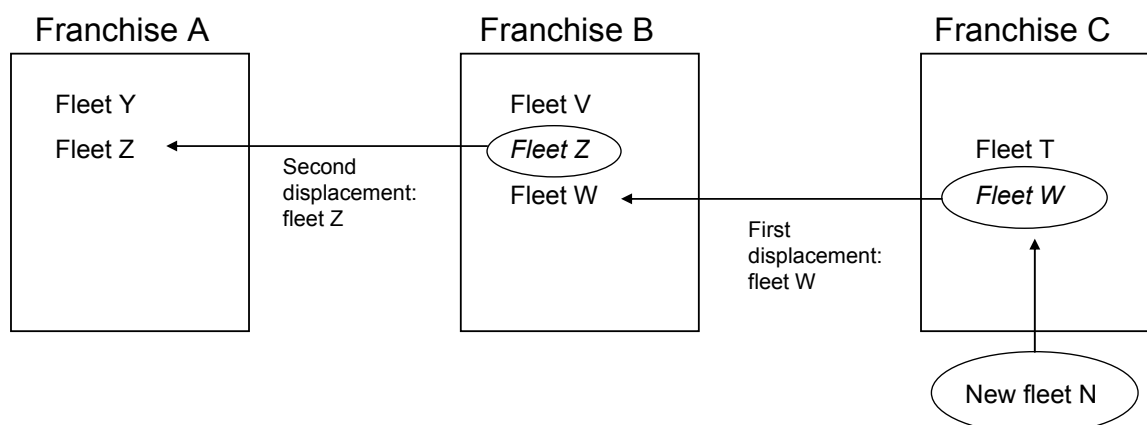 Franchise A
Franchise B
Franchise C
Fleet Y
Fleet Z
Second
displacement:
fleet Z
Fleet V
Fleet Z
Fleet W
First
displacement:
fleet W
Fleet T
Fleet W
New fleet N